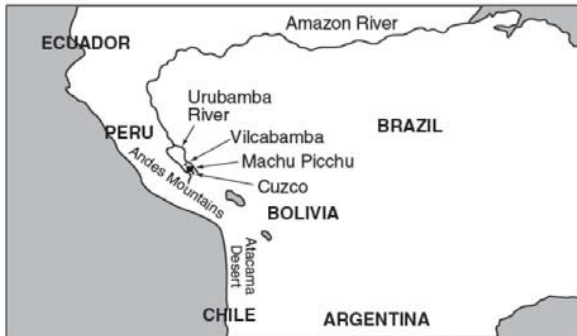 Amazon River
ECUADOR
Urubamba
River
PERU
Vilcabamba
BRAZIL
Machu Picchu
Cuzco
Andes Mountains
BOLIVIA
Atacama
Desert
CHILE
ARGENTINA